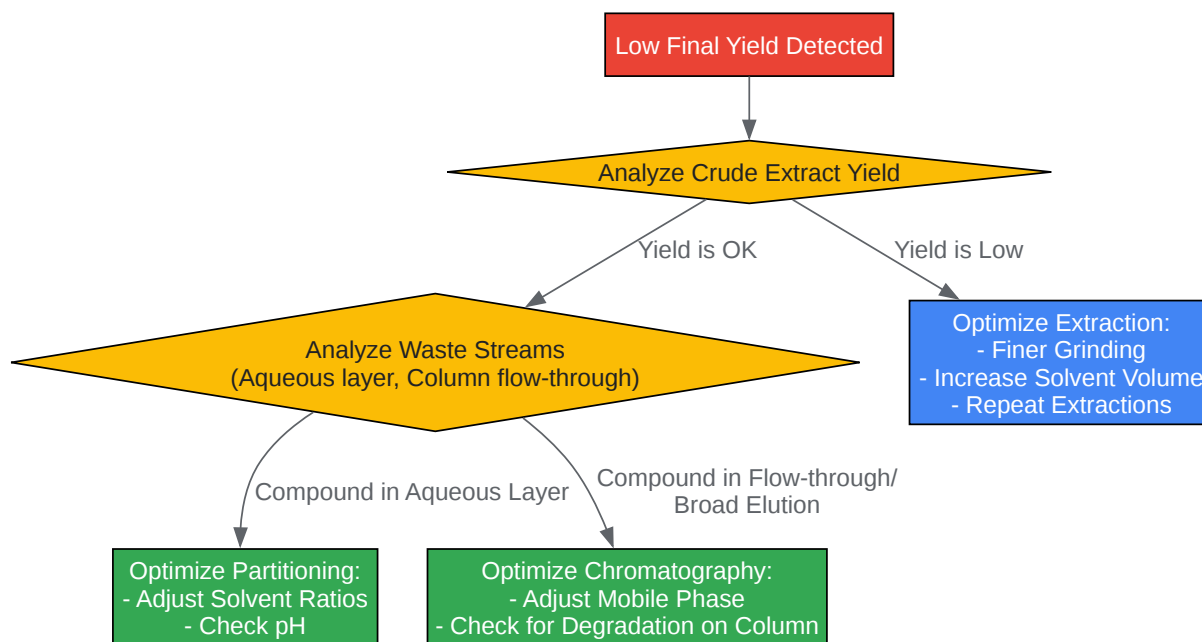 Low Final Yield Detected
Analyze Crude Extract Yield
Yield is OK
Yield is Low
Analyze Waste Streams
(Aqueous layer, Column flow-through)
Optimize Extraction:
- Finer Grinding
- Increase Solvent Volume
- Repeat Extractions
Compound in Aqueous Layer
Compound in Flow-through/
Broad Elution
Optimize Partitioning:
- Adjust Solvent Ratios
- Check pH
Optimize Chromatography:
- Adjust Mobile Phase
- Check for Degradation on Column